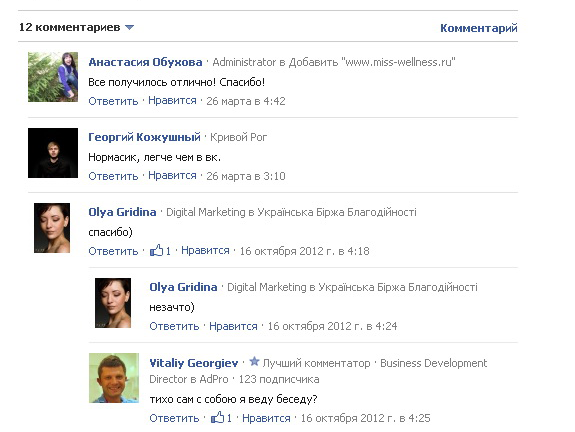 12 комментариев Комментарий
Анастасия Обухова · Administrator в Добавить "www.miss-wellness.ru"
Все получилось отлично! Спасибо!
Ответить · Нравится · 26 марта в 4:42
Георгий Кожушный · Кривой Рог
Нормасик, легче чем в вк.
Ответить · Нравится · 26 марта в 3:10
Olya Gridina · Digital Marketing в Українська Біржа Благодійності
спасибо)
Ответить · 1 · Нравится · 16 октября 2012 г. в 4:18
Olya Gridina · Digital Marketing в Українська Біржа Благодійності
незачто)
Ответить · Нравится · 16 октября 2012 г. в 4:24
Vitaliy Georgiev · Лучший комментатор · Business Development
Director в AdPro · 123 подписчика
тихо сам с собою я веду беседу?
Ответить · 1 · Нравится · 16 октября 2012 г. в 4:25